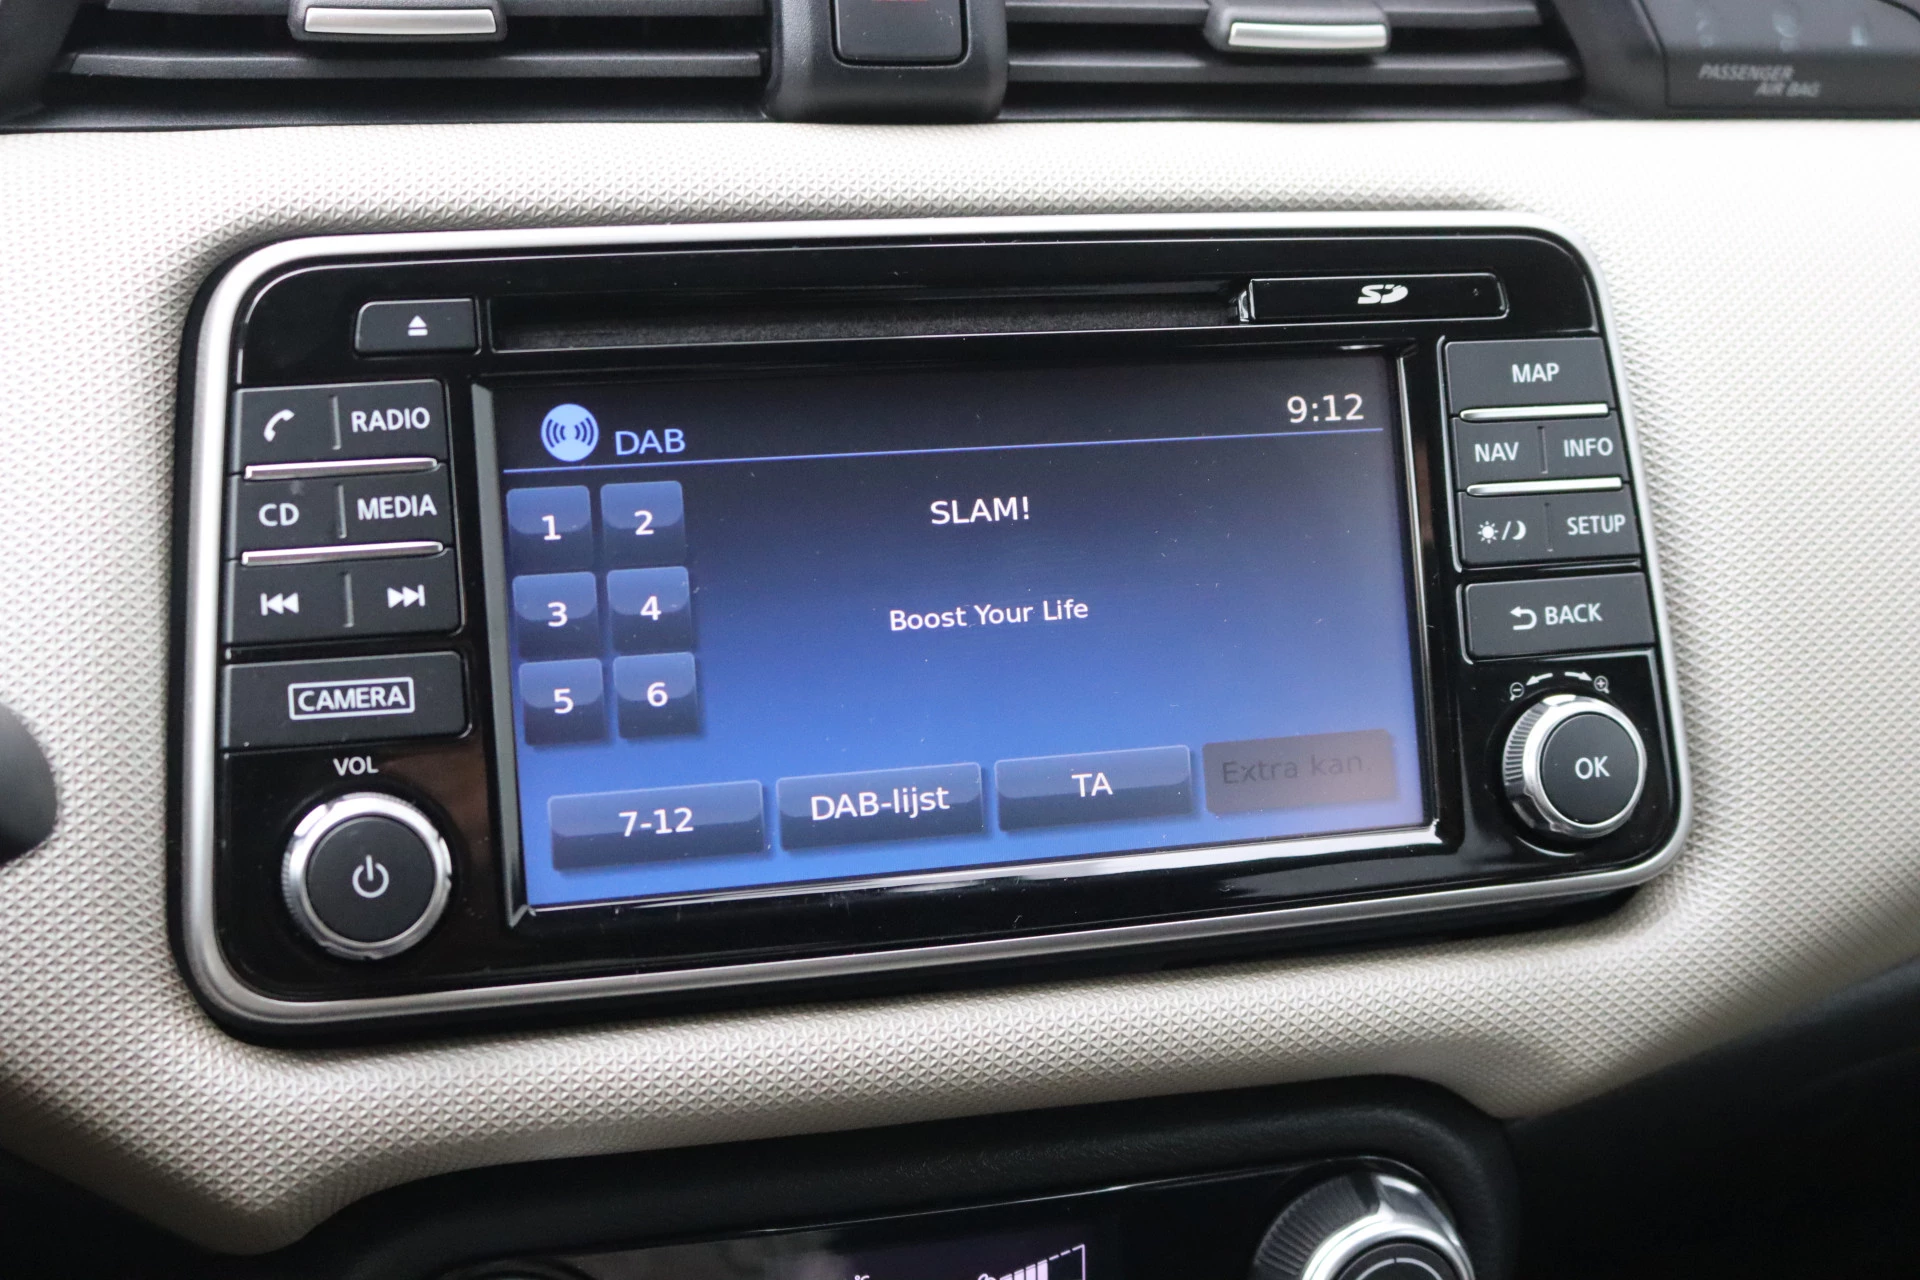 PASSENGER
AIR BAG
SD
MAP
RADIO
DAB
9:12
NAV
INFO
CD
MEDIA
1
2
SLAM!
SETUP
3
4
Boost Your Life
BACK
CAMERA
5
6
VOL
7-12
DAB-lijst
TA
Extra kan.
OK